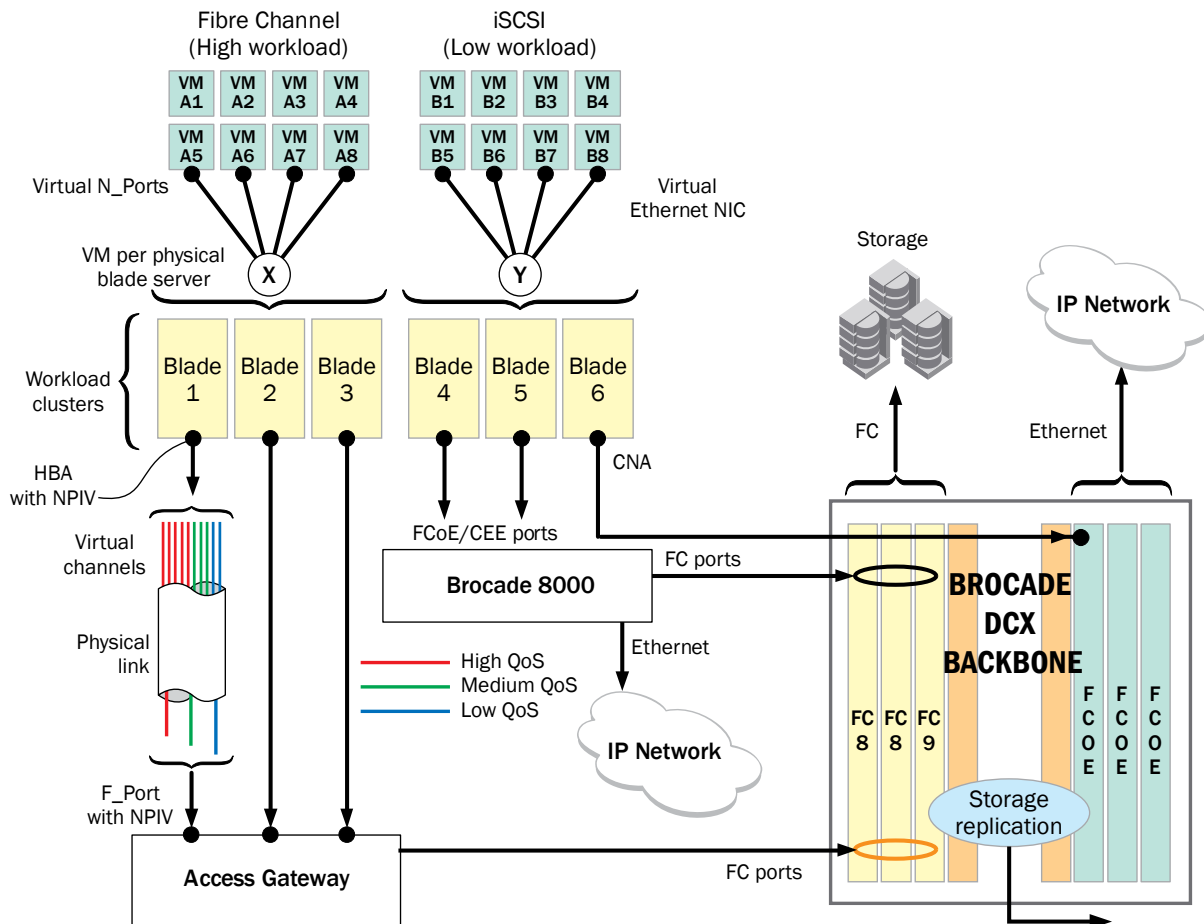 Fibre Channel
(High workload)
iSCSI
(Low workload)
VM A1
VM A2
VM A3
VM A4
VM B1
VM B2
VM B3
VM B4
VM A5
VM A6
VM A7
VM A8
VM B5
VM B6
VM B7
VM B8
Virtual N_Ports
Virtual
Ethernet NIC
VM per physical
blade server
X
Y
Storage
IP Network
Workload
clusters
Blade
1
Blade
2
Blade
3
Blade
4
Blade
5
Blade
6
FC
Ethernet
HBA
with NPIV
CNA
Virtual
channels
FCoE/CEE ports
Brocade 8000
FC ports
BROCADE
DCX
BACKBONE
Physical
link
High QoS
Medium QoS
Low QoS
Ethernet
IP Network
FC
8
FC
8
FC
9
FCOE
FCOE
FCOE
F_Port
with NPIV
Storage
replication
Access Gateway
FC ports